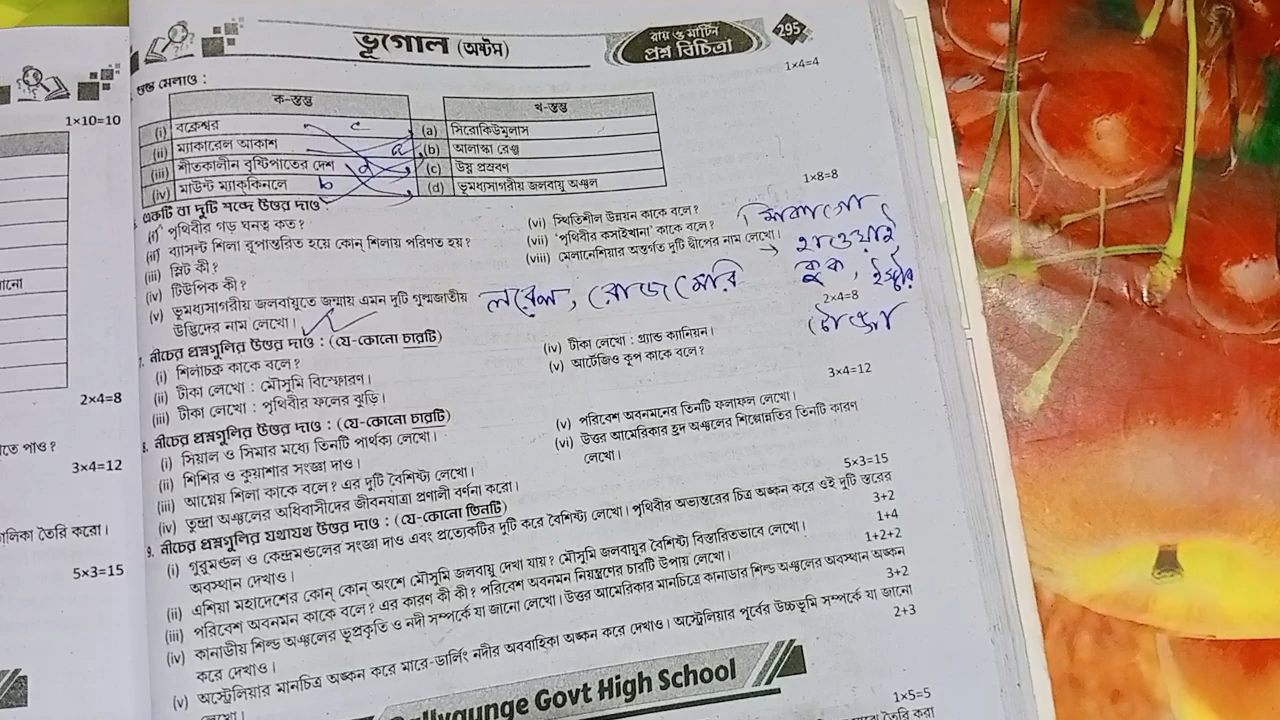 ভূগোল (অষ্টম)
রায় ও মার্টিন
প্রশ্ন বিচিত্রা
295
স্তম্ভ মেলাও :
1×4=4
ক-স্তম্ভ
খ-স্তম্ভ
(i) বক্রেশ্বর
(a) সিরোকিউমুলাস
(ii) ম্যাকারেল আকাশ
(b) আলাস্কা রেঞ্জ
(iii) শীতকালীন বৃষ্টিপাতের দেশ
(c) উষ্ণ প্রস্রবণ
(iv) মাউন্ট ম্যাক্‌কিনলে
(d) ভূমধ্যসাগরীয় জলবায়ু অঞ্চল
c
a
d
b
একটি বা দুটি শব্দে উত্তর দাও :
1×8=8
(i) পৃথিবীর গড় ঘনত্ব কত?
(ii) ব্যাসল্ট শিলা রূপান্তরিত হয়ে কোন্ শিলায় পরিণত হয়?
(iii) স্লিট কী?
(iv) টিউপিক কী?
(v) ভূমধ্যসাগরীয় জলবায়ুতে জন্মায় এমন দুটি গুল্মজাতীয়
উদ্ভিদের নাম লেখো।
লরেল, রোজমেরি
(vi) স্থিতিশীল উন্নয়ন কাকে বলে?
(vii) 'পৃথিবীর কসাইখানা' কাকে বলে?
(viii) মেলানেশিয়ার অন্তর্গত দুটি দ্বীপের নাম লেখো।
শিকাগো
হাওয়াই,
কুক, ইস্টার
টোঙ্গা
7. নীচের প্রশ্নগুলির উত্তর দাও : (যে-কোনো চারটি)
2×4=8
(i) শিলাচক্র কাকে বলে?
(ii) টীকা লেখো : মৌসুমি বিস্ফোরণ।
(iii) টীকা লেখো : পৃথিবীর ফলের ঝুড়ি।
(iv) টীকা লেখো : গ্র্যান্ড ক্যানিয়ন।
(v) আর্টেজিও কূপ কাকে বলে?
8. নীচের প্রশ্নগুলির উত্তর দাও : (যে-কোনো চারটি)
3×4=12
(i) সিয়াল ও সিমার মধ্যে তিনটি পার্থক্য লেখো।
(ii) শিশির ও কুয়াশার সংজ্ঞা দাও।
(iii) আগ্নেয় শিলা কাকে বলে? এর দুটি বৈশিষ্ট্য লেখো।
(iv) তুন্দ্রা অঞ্চলের অধিবাসীদের জীবনযাত্রা প্রণালী বর্ণনা করো।
(v) পরিবেশ অবনমনের তিনটি ফলাফল লেখো।
(vi) উত্তর আমেরিকার হ্রদ অঞ্চলের শিল্পোন্নতির তিনটি কারণ
লেখো।
9. নীচের প্রশ্নগুলির যথাযথ উত্তর দাও : (যে-কোনো তিনটি)
5×3=15
(i) গুরুমণ্ডল ও কেন্দ্রমণ্ডলের সংজ্ঞা দাও এবং প্রত্যেকটির দুটি করে বৈশিষ্ট্য লেখো। পৃথিবীর অভ্যন্তরের চিত্র অঙ্কন করে ওই দুটি স্তরের
অবস্থান দেখাও।
3+2
(ii) এশিয়া মহাদেশের কোন্ কোন্ অংশে মৌসুমি জলবায়ু দেখা যায়? মৌসুমি জলবায়ুর বৈশিষ্ট্য বিস্তারিতভাবে লেখো।
1+4
(iii) পরিবেশ অবনমন কাকে বলে? এর কারণ কী কী? পরিবেশ অবনমন নিয়ন্ত্রণের চারটি উপায় লেখো।
1+2+2
(iv) কানাডীয় শিল্ড অঞ্চলের ভূপ্রকৃতি ও নদী সম্পর্কে যা জানো লেখো। উত্তর আমেরিকার মানচিত্রে কানাডার শিল্ড অঞ্চলের অবস্থান অঙ্কন
করে দেখাও।
3+2
(v) অস্ট্রেলিয়ার মানচিত্র অঙ্কন করে মারে-ডার্লিং নদীর অববাহিকা অঙ্কন করে দেখাও। অস্ট্রেলিয়ার পূর্বের উচ্চভূমি সম্পর্কে যা জানো
লেখো।
2+3
Ballygunge Govt High School
1×5=5
তৈরি করা
1×10=10
2×4=8
তে পাও?
3×4=12
তালিকা তৈরি করো।
5×3=15